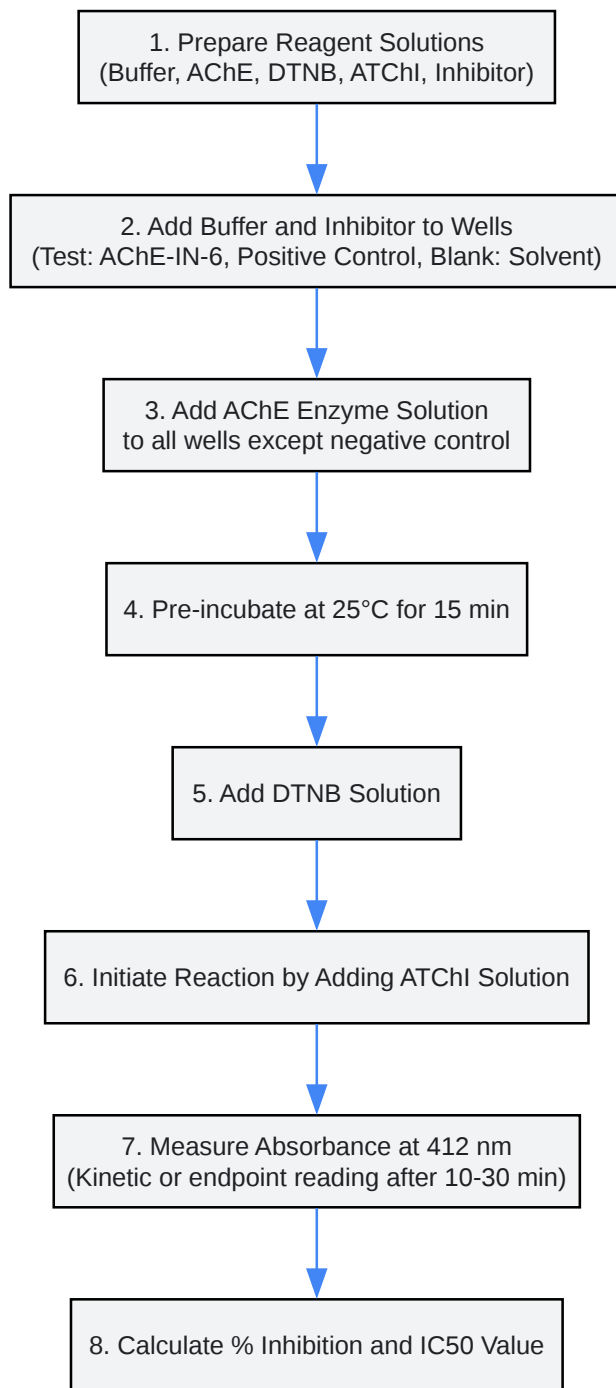 1. Prepare Reagent Solutions
(Buffer, AChE, DTNB, ATChI, Inhibitor)
2. Add Buffer and Inhibitor to Wells
(Test: AChE-IN-6, Positive Control, Blank: Solvent)
3. Add AChE Enzyme Solution
to all wells except negative control
4. Pre-incubate at 25°C for 15 min
5. Add DTNB Solution
6. Initiate Reaction by Adding ATChI Solution
7. Measure Absorbance at 412 nm
(Kinetic or endpoint reading after 10-30 min)
8. Calculate % Inhibition and IC50 Value